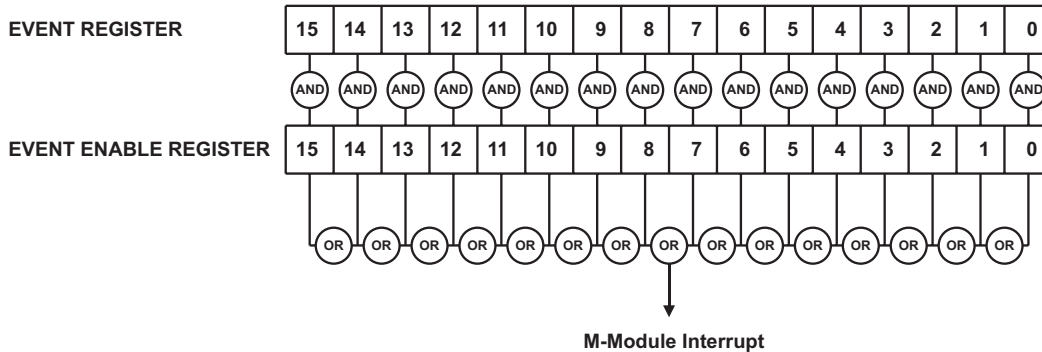 EVENT REGISTER 15 14 13 12 11 10 9 8 7 6 5 4 3 2 1 0
AND AND AND AND AND AND AND AND AND AND AND AND AND AND AND AND
EVENT ENABLE REGISTER 15 14 13 12 11 10 9 8 7 6 5 4 3 2 1 0
OR OR OR OR OR OR OR OR OR OR OR OR OR OR OR
M-Module Interrupt